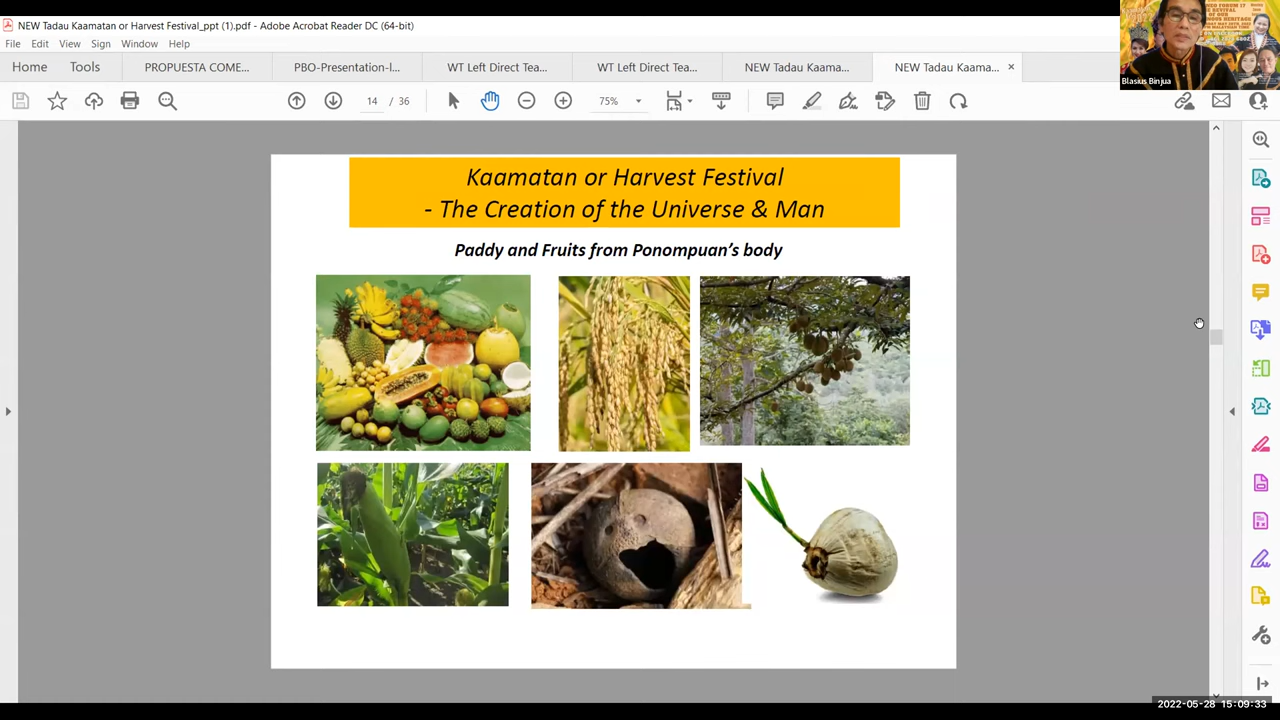 NEW Tadau Kaamatan or Harvest Festival_ppt (1).pdf - Adobe Acrobat Reader DC (64-bit)
File Edit View Sign Window Help
Home Tools PROPUESTA COME... PBO-Presentation-I... WT Left Direct Tea... WT Left Direct Tea... NEW Tadau Kaama... NEW Tadau Kaama... ×
14 / 36 75%
Blasius Binjua
Kaamatan or Harvest Festival
- The Creation of the Universe & Man
Paddy and Fruits from Ponompuan's body
2022-05-28 15:09:33